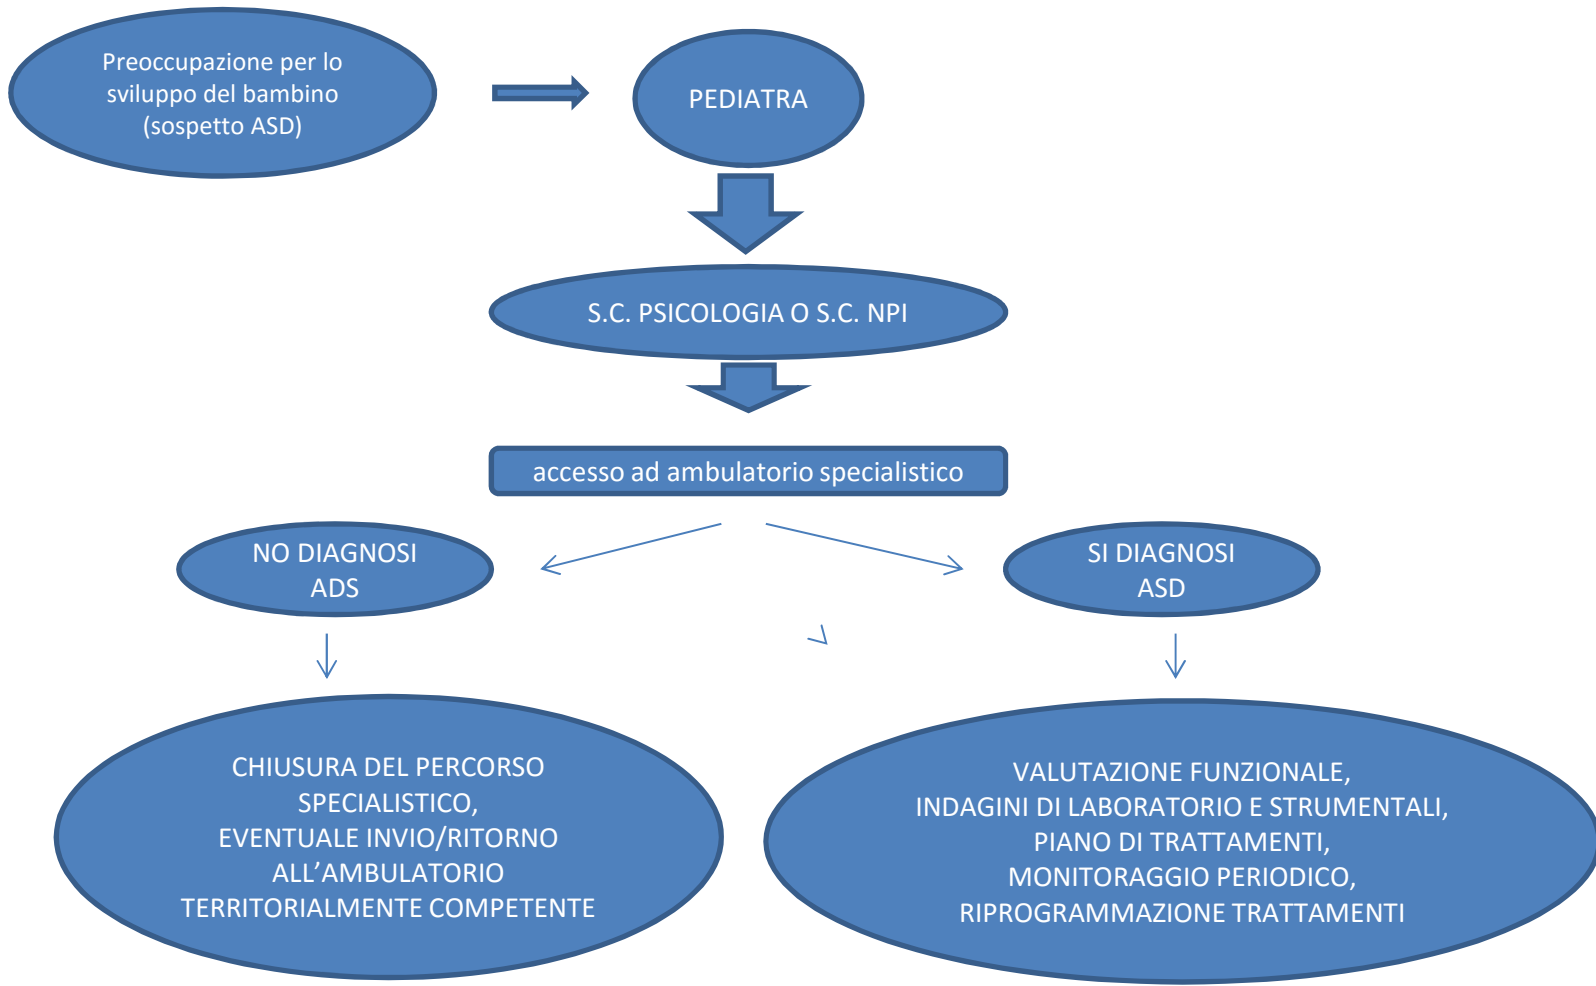 Preoccupazione per lo
sviluppo del bambino
(sospetto ASD)
PEDIATRA
S.C. PSICOLOGIA O S.C. NPI
accesso ad ambulatorio specialistico
NO DIAGNOSI
ADS
SI DIAGNOSI
ASD
CHIUSURA DEL PERCORSO
SPECIALISTICO,
EVENTUALE INVIO/RITORNO
ALL’AMBULATORIO
TERRITORIALMENTE COMPETENTE
VALUTAZIONE FUNZIONALE,
INDAGINI DI LABORATORIO E STRUMENTALI,
PIANO DI TRATTAMENTI,
MONITORAGGIO PERIODICO,
RIPROGRAMMAZIONE TRATTAMENTI